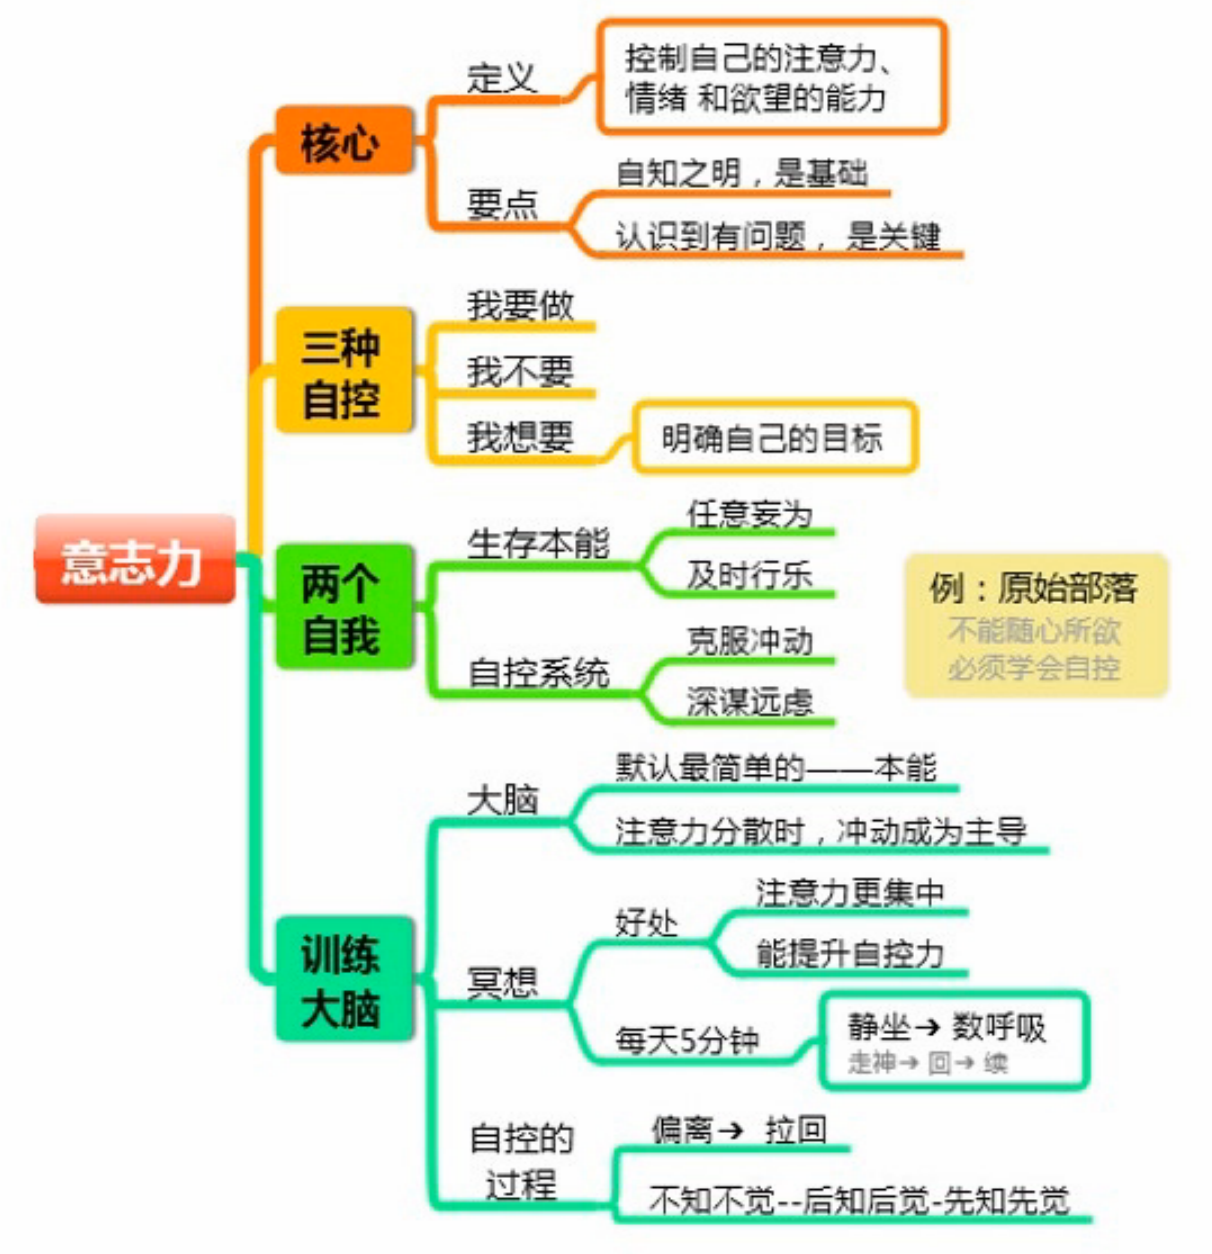 意志力
核心
定义
控制自己的注意力、
情绪 和欲望的能力
要点
自知之明，是基础
认识到有问题， 是关键
三种
自控
我要做
我不要
我想要
明确自己的目标
两个
自我
生存本能
任意妄为
及时行乐
自控系统
克服冲动
深谋远虑
例：原始部落
不能随心所欲
必须学会自控
训练
大脑
大脑
默认最简单的——本能
注意力分散时，冲动成为主导
冥想
好处
注意力更集中
能提升自控力
每天5分钟
静坐→ 数呼吸
走神→ 回→ 续
自控的
过程
偏离→ 拉回
不知不觉--后知后觉-先知先觉